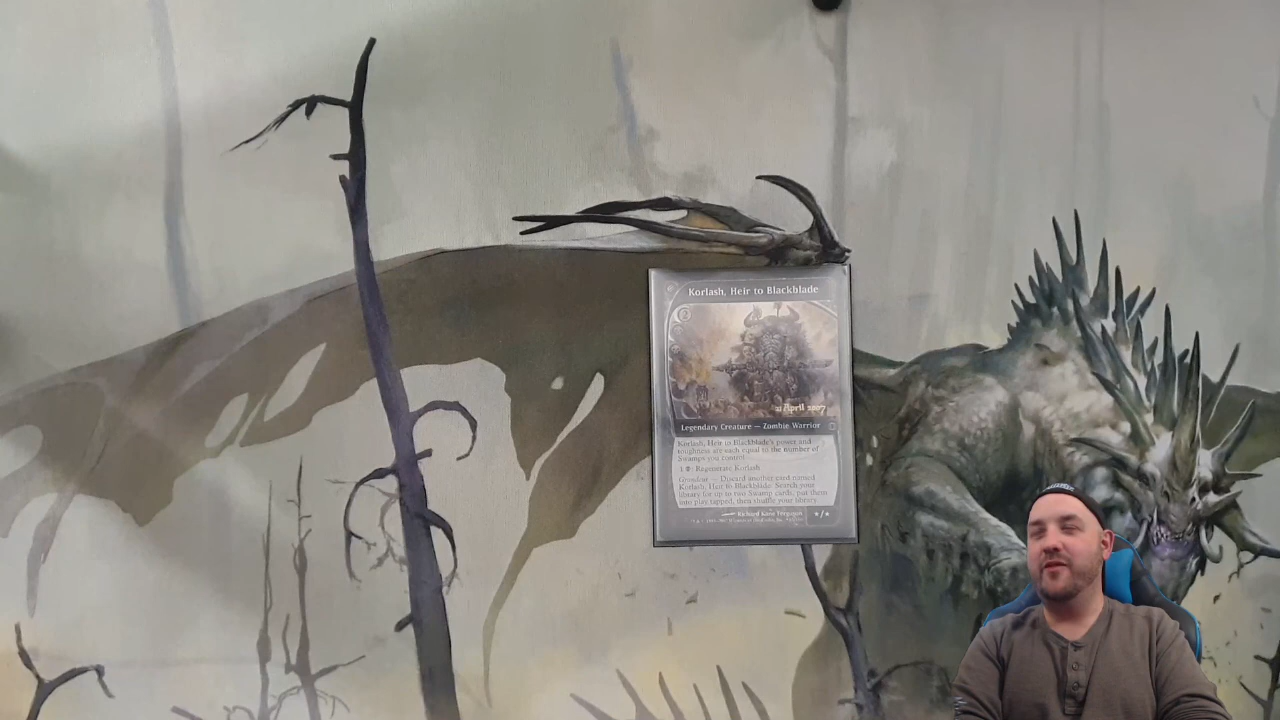 Korlash, Heir to Blackblade
21 April 2007
Legendary Creature — Zombie Warrior
Korlash, Heir to Blackblade's power and
toughness are each equal to the number of
Swamps you control.
: Regenerate Korlash
Grandeur — Discard another card named
Korlash, Heir to Blackblade: Search your
library for up to two Swamp cards, put them
into play tapped, then shuffle your library.
*/*